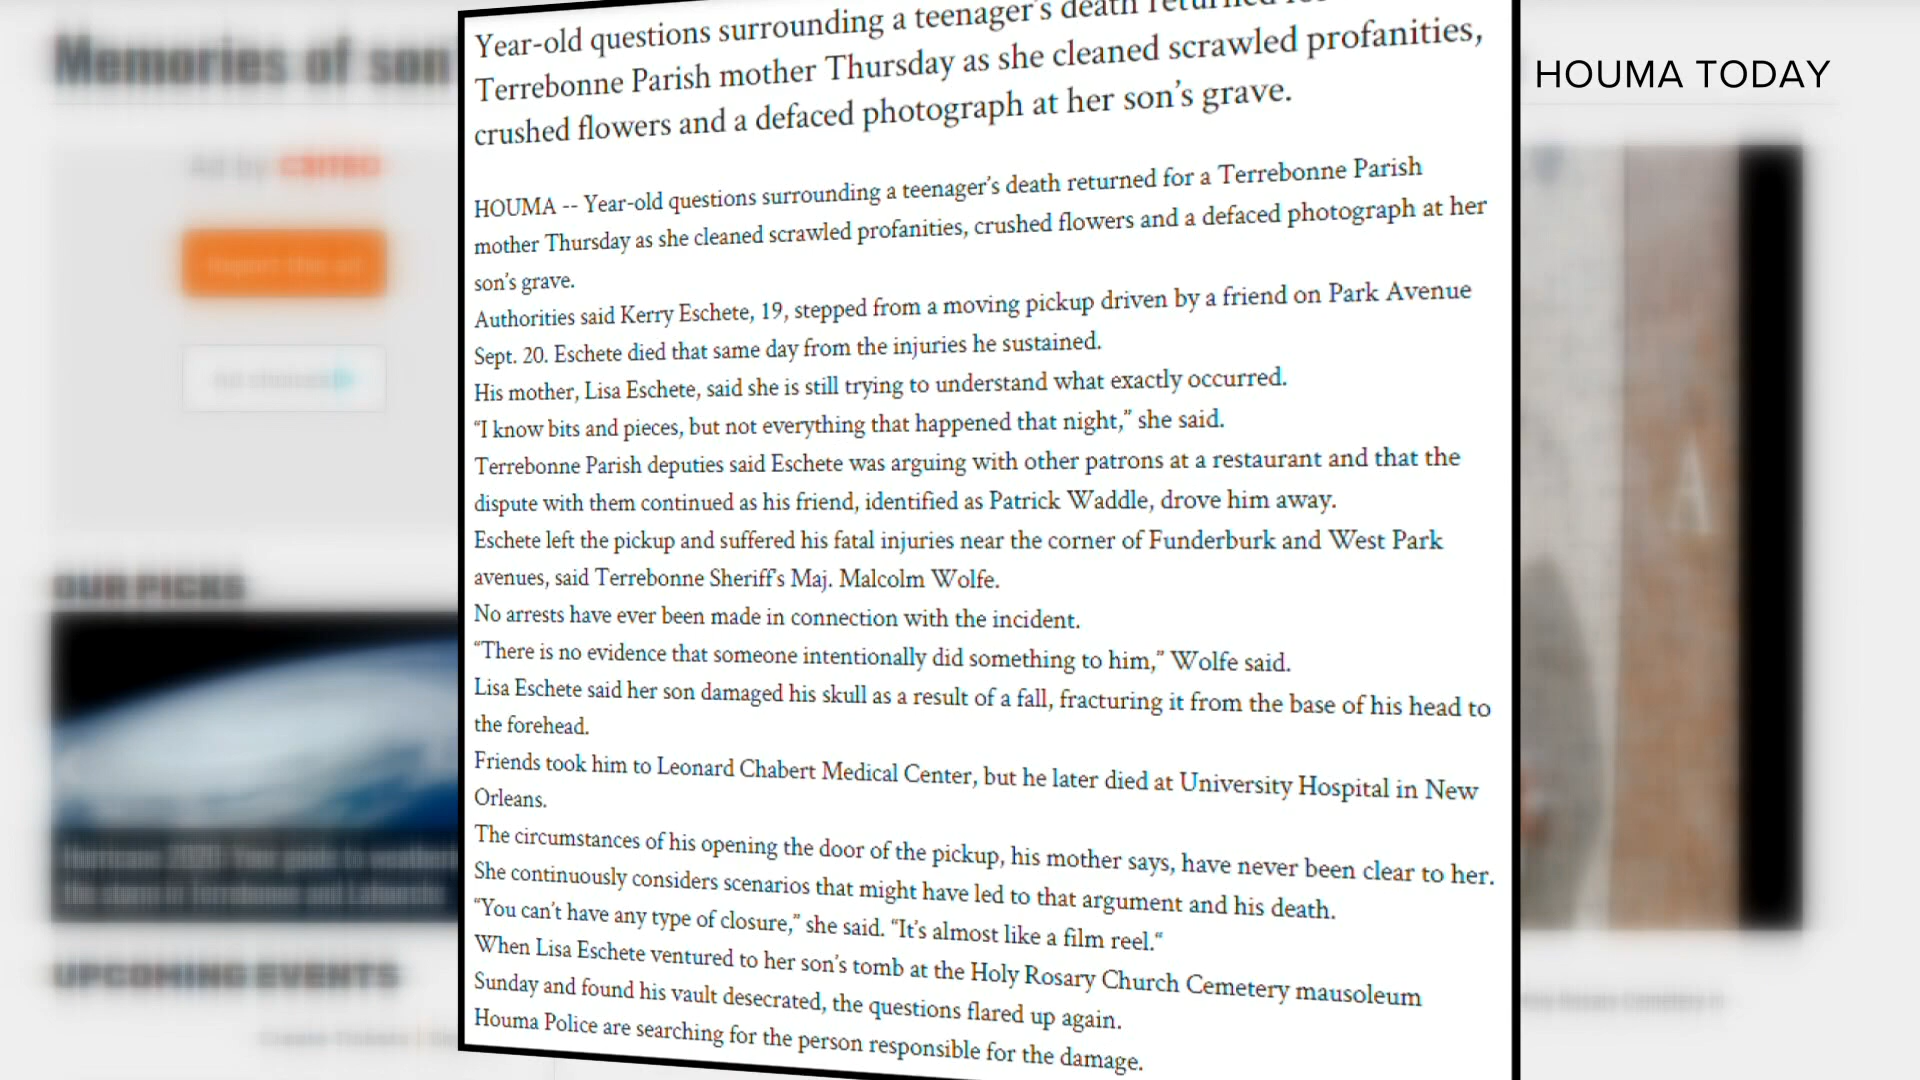 Memories of son
HOUMA TODAY
Year-old questions surrounding a teenager's death returned
Terrebonne Parish mother Thursday as she cleaned scrawled profanities,
crushed flowers and a defaced photograph at her son's grave.
HOUMA -- Year-old questions surrounding a teenager's death returned for a Terrebonne Parish
mother Thursday as she cleaned scrawled profanities, crushed flowers and a defaced photograph at her
son's grave.
Authorities said Kerry Eschete, 19, stepped from a moving pickup driven by a friend on Park Avenue
Sept. 20. Eschete died that same day from the injuries he sustained.
His mother, Lisa Eschete, said she is still trying to understand what exactly occurred.
“I know bits and pieces, but not everything that happened that night,” she said.
Terrebonne Parish deputies said Eschete was arguing with other patrons at a restaurant and that the
dispute with them continued as his friend, identified as Patrick Waddle, drove him away.
Eschete left the pickup and suffered his fatal injuries near the corner of Funderburk and West Park
avenues, said Terrebonne Sheriff's Maj. Malcolm Wolfe.
No arrests have ever been made in connection with the incident.
“There is no evidence that someone intentionally did something to him,” Wolfe said.
Lisa Eschete said her son damaged his skull as a result of a fall, fracturing it from the base of his head to
the forehead.
Friends took him to Leonard Chabert Medical Center, but he later died at University Hospital in New
Orleans.
The circumstances of his opening the door of the pickup, his mother says, have never been clear to her.
She continuously considers scenarios that might have led to that argument and his death.
“You can't have any type of closure,” she said. “It's almost like a film reel.“
When Lisa Eschete ventured to her son's tomb at the Holy Rosary Church Cemetery mausoleum
Sunday and found his vault desecrated, the questions flared up again.
Houma Police are searching for the person responsible for the damage.
OUR PICKS
UPCOMING EVENTS
A